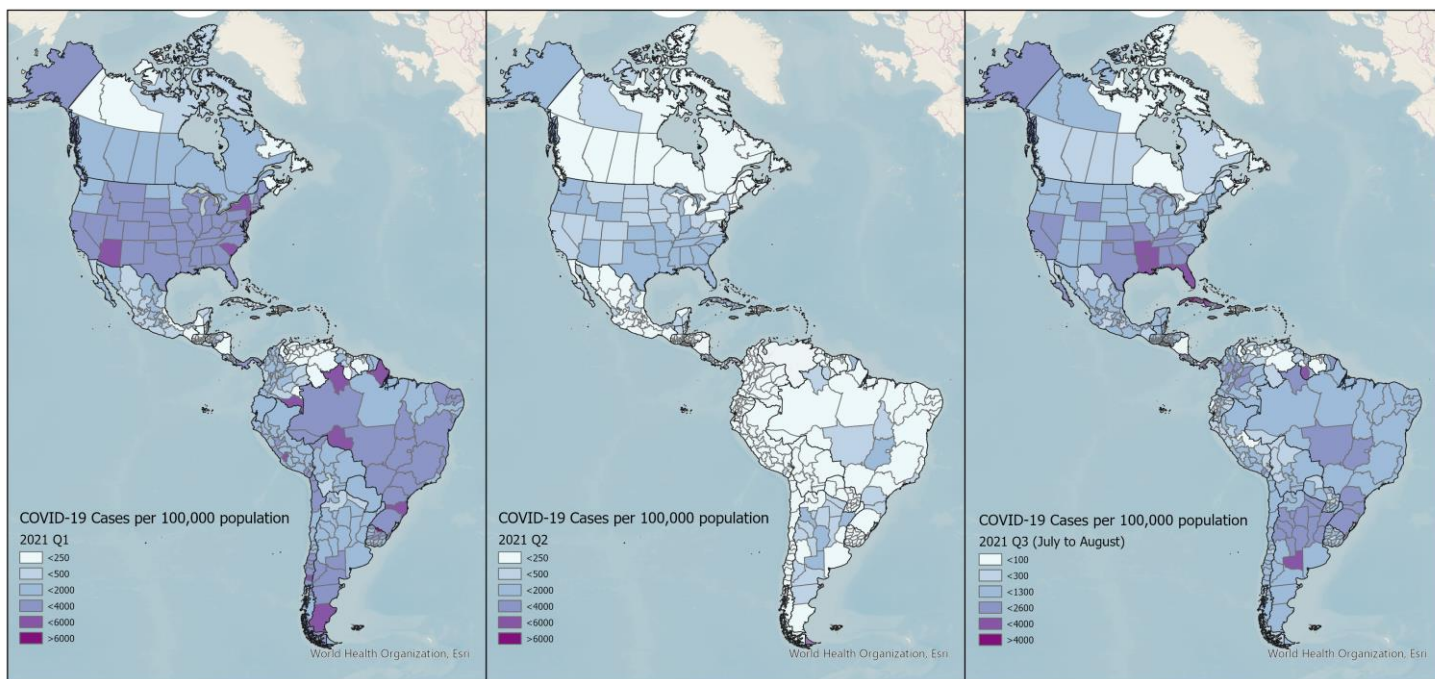 COVID-19 Cases per 100,000 population
2021 Q1
<250
<500
<2000
<4000
<6000
>6000
World Health Organization, Esri
COVID-19 Cases per 100,000 population
2021 Q2
<250
<500
<2000
<4000
<6000
>6000
World Health Organization, Esri
COVID-19 Cases per 100,000 population
2021 Q3 (July to August)
<100
<300
<1300
<2600
<4000
>4000
World Health Organization, Esri